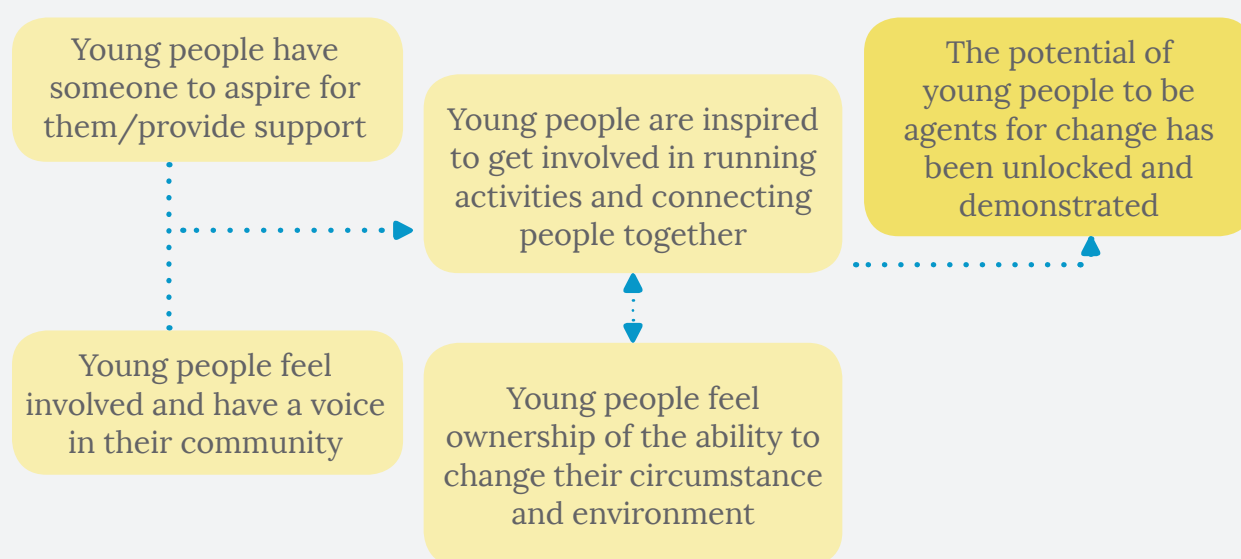 Young people have
someone to aspire for
them/provide support
Young people feel
involved and have a voice
in their community
Young people are inspired
to get involved in running
activities and connecting
people together
Young people feel
ownership of the ability to
change their circumstance
and environment
The potential of
young people to be
agents for change has
been unlocked and
demonstrated